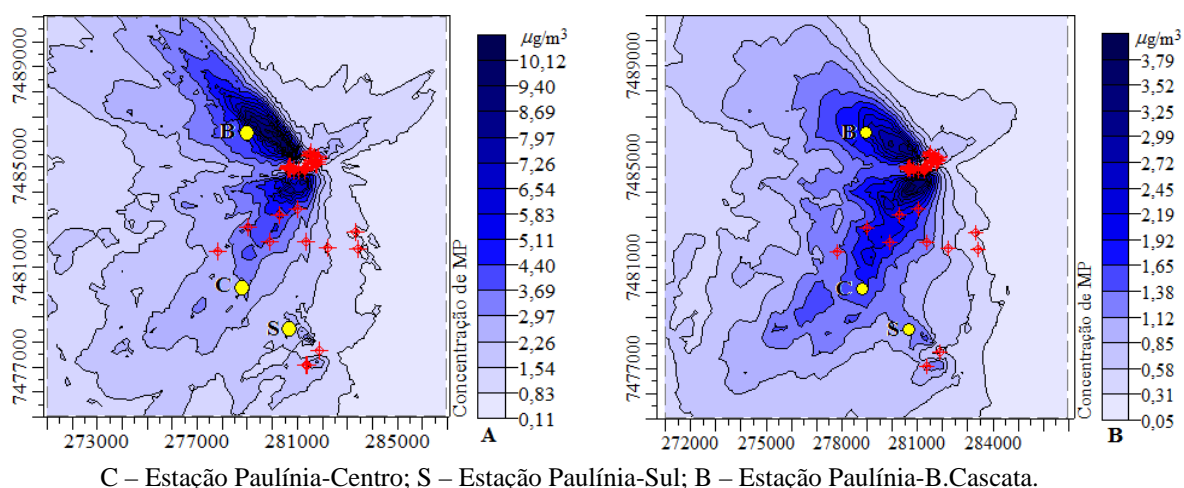 µg/m³
10,12
9,40
8,69
7,97
7,26
6,54
5,83
5,11
4,40
3,69
2,97
2,26
1,54
0,83
0,11
Concentração de MP
A
7489000
7485000
7481000
7477000
273000 277000 281000 285000
B
C
S
µg/m³
3,79
3,52
3,25
2,99
2,72
2,45
2,19
1,92
1,65
1,38
1,12
0,85
0,58
0,31
0,05
Concentração de MP
B
7489000
7485000
7481000
7477000
272000 275000 278000 281000 284000
B
C
S
C – Estação Paulínia-Centro; S – Estação Paulínia-Sul; B – Estação Paulínia-B.Cascata.